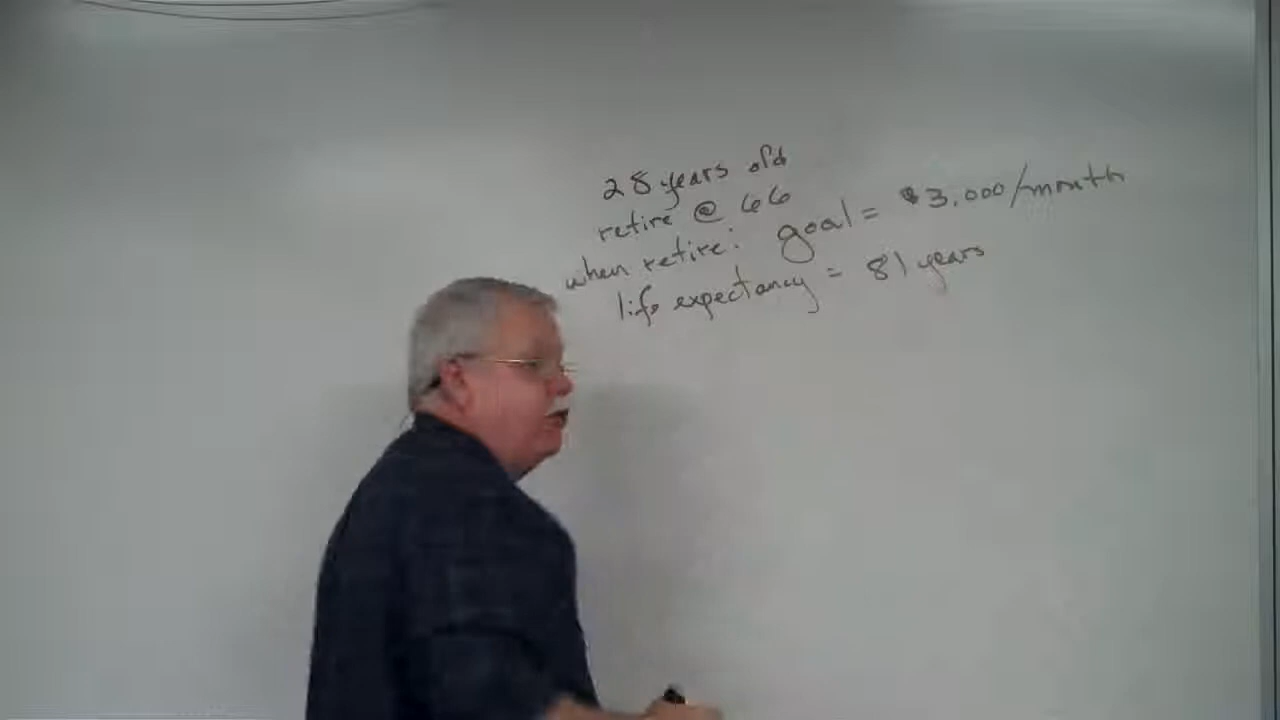 28 years old
retire @ 66
when retire: goal = $3,000/month
life expectancy = 81 years